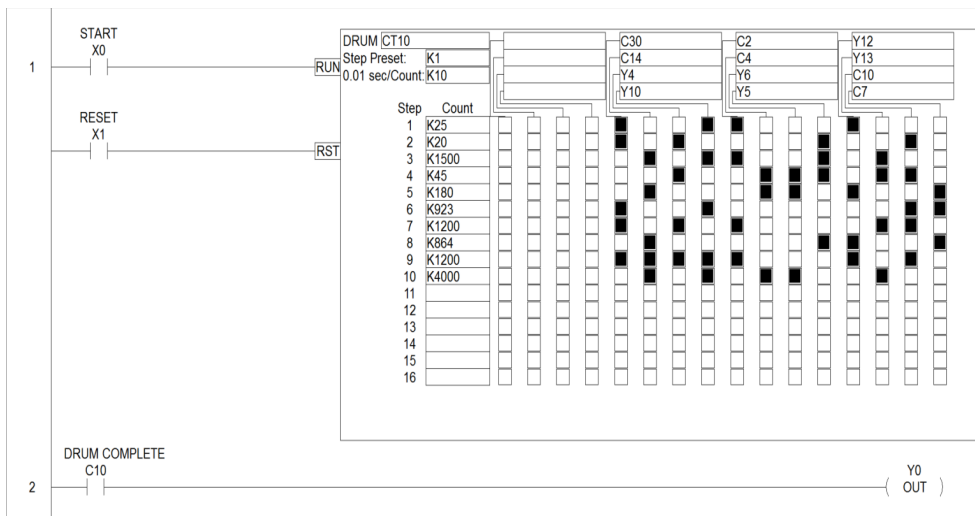 START
X0
1
RUN
DRUM CT10
Step Preset: K1
0.01 sec/Count: K10
C30
C14
Y4
Y10
C2
C4
Y6
Y5
Y12
Y13
C10
C7
RESET
X1
RST
Step Count
1 K25
2 K20
3 K1500
4 K45
5 K180
6 K923
7 K1200
8 K864
9 K1200
10 K4000
11
12
13
14
15
16
DRUM COMPLETE
C10
2
Y0
OUT